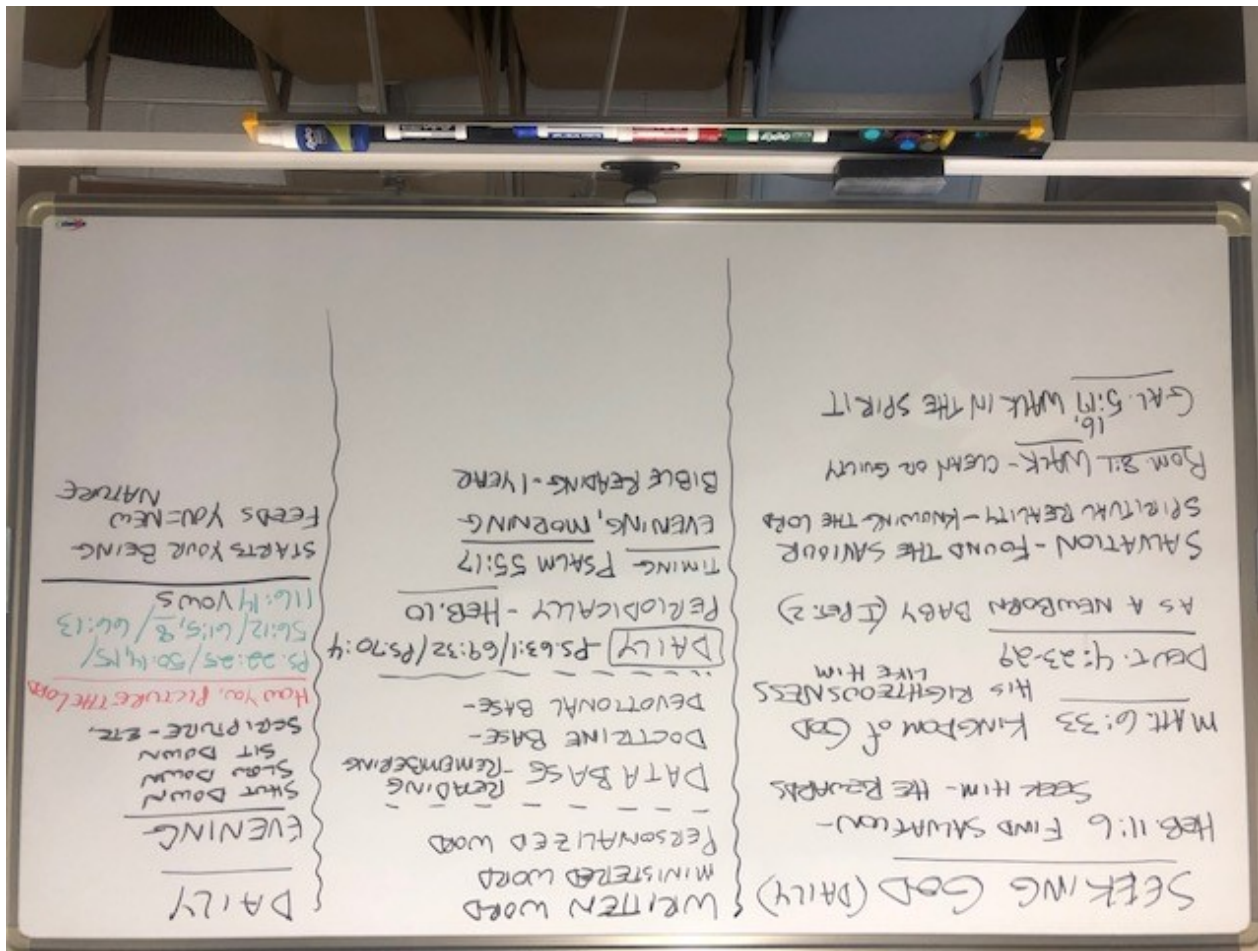 SEEKING GOD (DAILY)
HEB. 11:6 FIND SALVATION-
SEEK HIM - HE REWARDS
MATT. 6:33 KINGDOM of GOD
HIS RIGHTEOUSNESS
LIKE HIM
DEUT. 4:23-29
AS A NEWBORN BABY (I PET. 2)
SALVATION - FOUND THE SAVIOUR
SPIRITUAL REALITY - KNOWING THE LORD
ROM. 8:1 WALK - CLEAN OR GUILTY
16,
GAL. 5:17 WALK IN THE SPIRIT
WRITTEN WORD
MINISTERED WORD
PERSONALIZED WORD
DATA BASE READING
-REMEMBERING
DOCTRINE BASE-
DEVOTIONAL BASE-
DAILY -PS.63:1/69:32/PS.70:4
PERIODICALLY - HEB.10
TIMING- PSALM 55:17
EVENING, MORNING-
BIBLE READING-1 YEAR
DAILY
EVENING-
SHUT DOWN
SLOW DOWN
SIT DOWN
SCRIPTURE-ETC.
HOW YOU PICTURE THE LORD
PS. 22:25/50:14,15/
56:12/61:5,8/66:13
116:14 VOWS
STARTS YOUR BEING-
FEEDS YOU=NEW
NATURE
EXPO